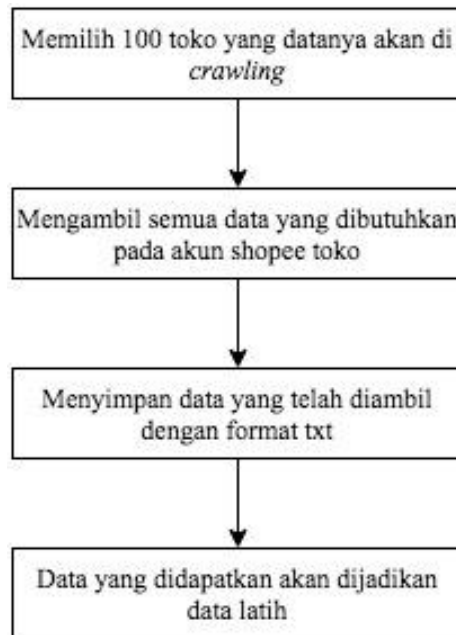 Memilih 100 toko yang datanya akan di
crawling
Mengambil semua data yang dibutuhkan
pada akun shopee toko
Menyimpan data yang telah diambil
dengan format txt
Data yang didapatkan akan dijadikan
data latih